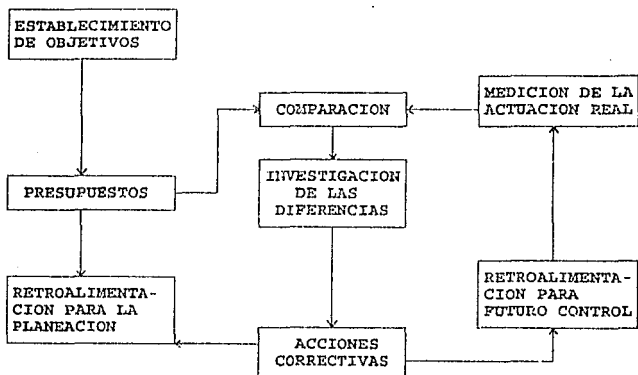 ESTABLECIMIENTO
DE OBJETIVOS
COMPARACION
MEDICION DE LA
ACTUACION REAL
PRESUPUESTOS
INVESTIGACION
DE LAS
DIFERENCIAS
RETROALIMENTA-
CION PARA LA
PLANEACION
RETROALIMENTA-
CION PARA
FUTURO CONTROL
ACCIONES
CORRECTIVAS